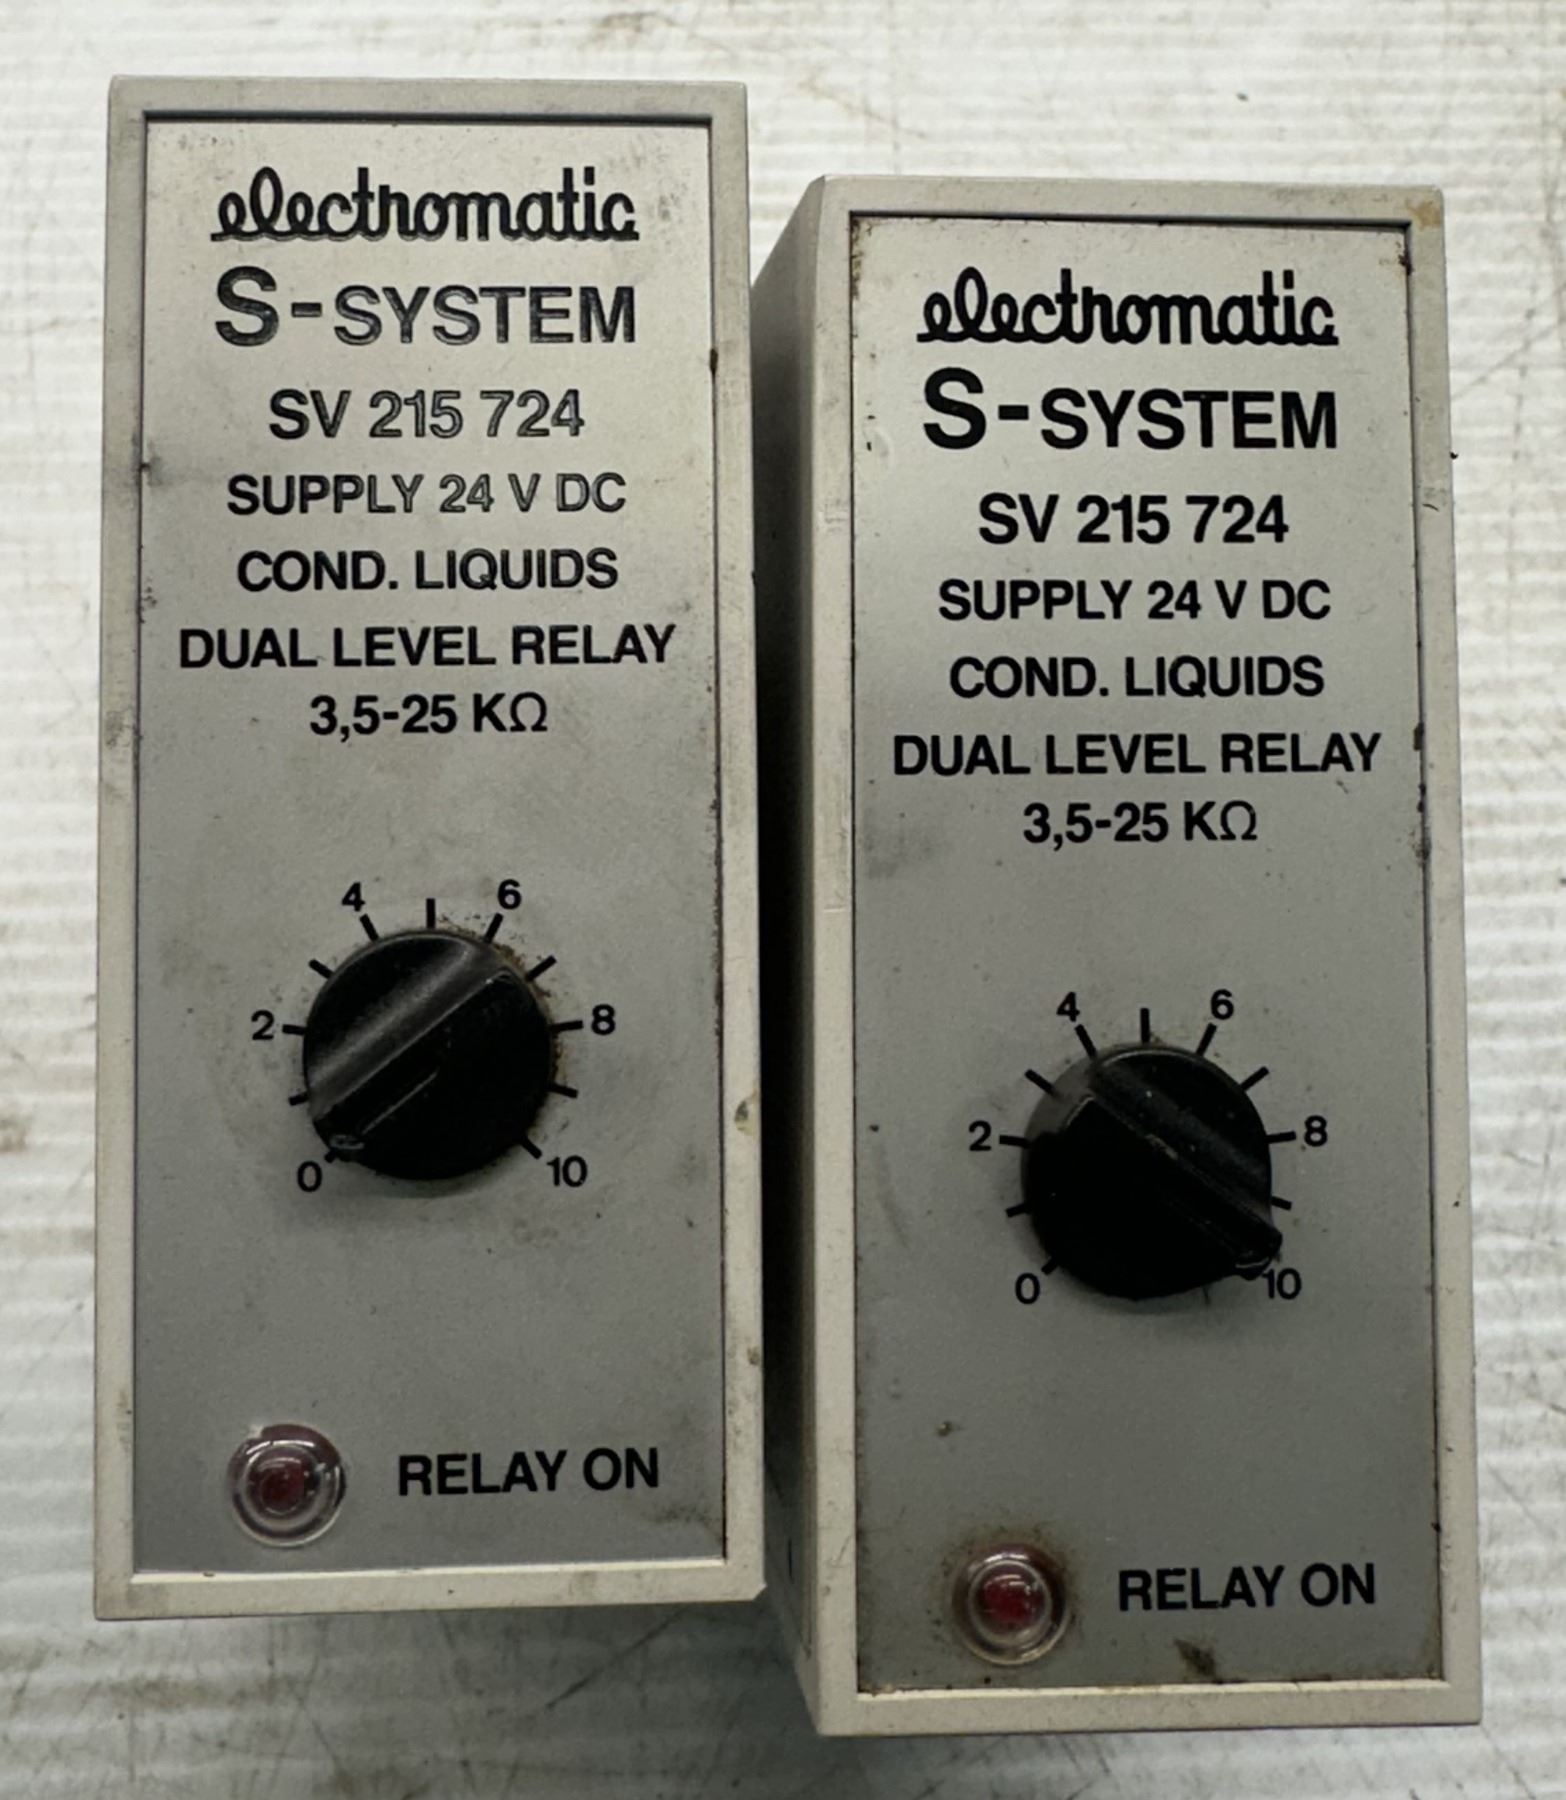 electromatic
S-SYSTEM
SV 215 724
SUPPLY 24 V DC
COND. LIQUIDS
DUAL LEVEL RELAY
3,5-25 KΩ
4 6
2 8
0 10
RELAY ON
electromatic
S-SYSTEM
SV 215 724
SUPPLY 24 V DC
COND. LIQUIDS
DUAL LEVEL RELAY
3,5-25 KΩ
4 6
2 8
0 10
RELAY ON